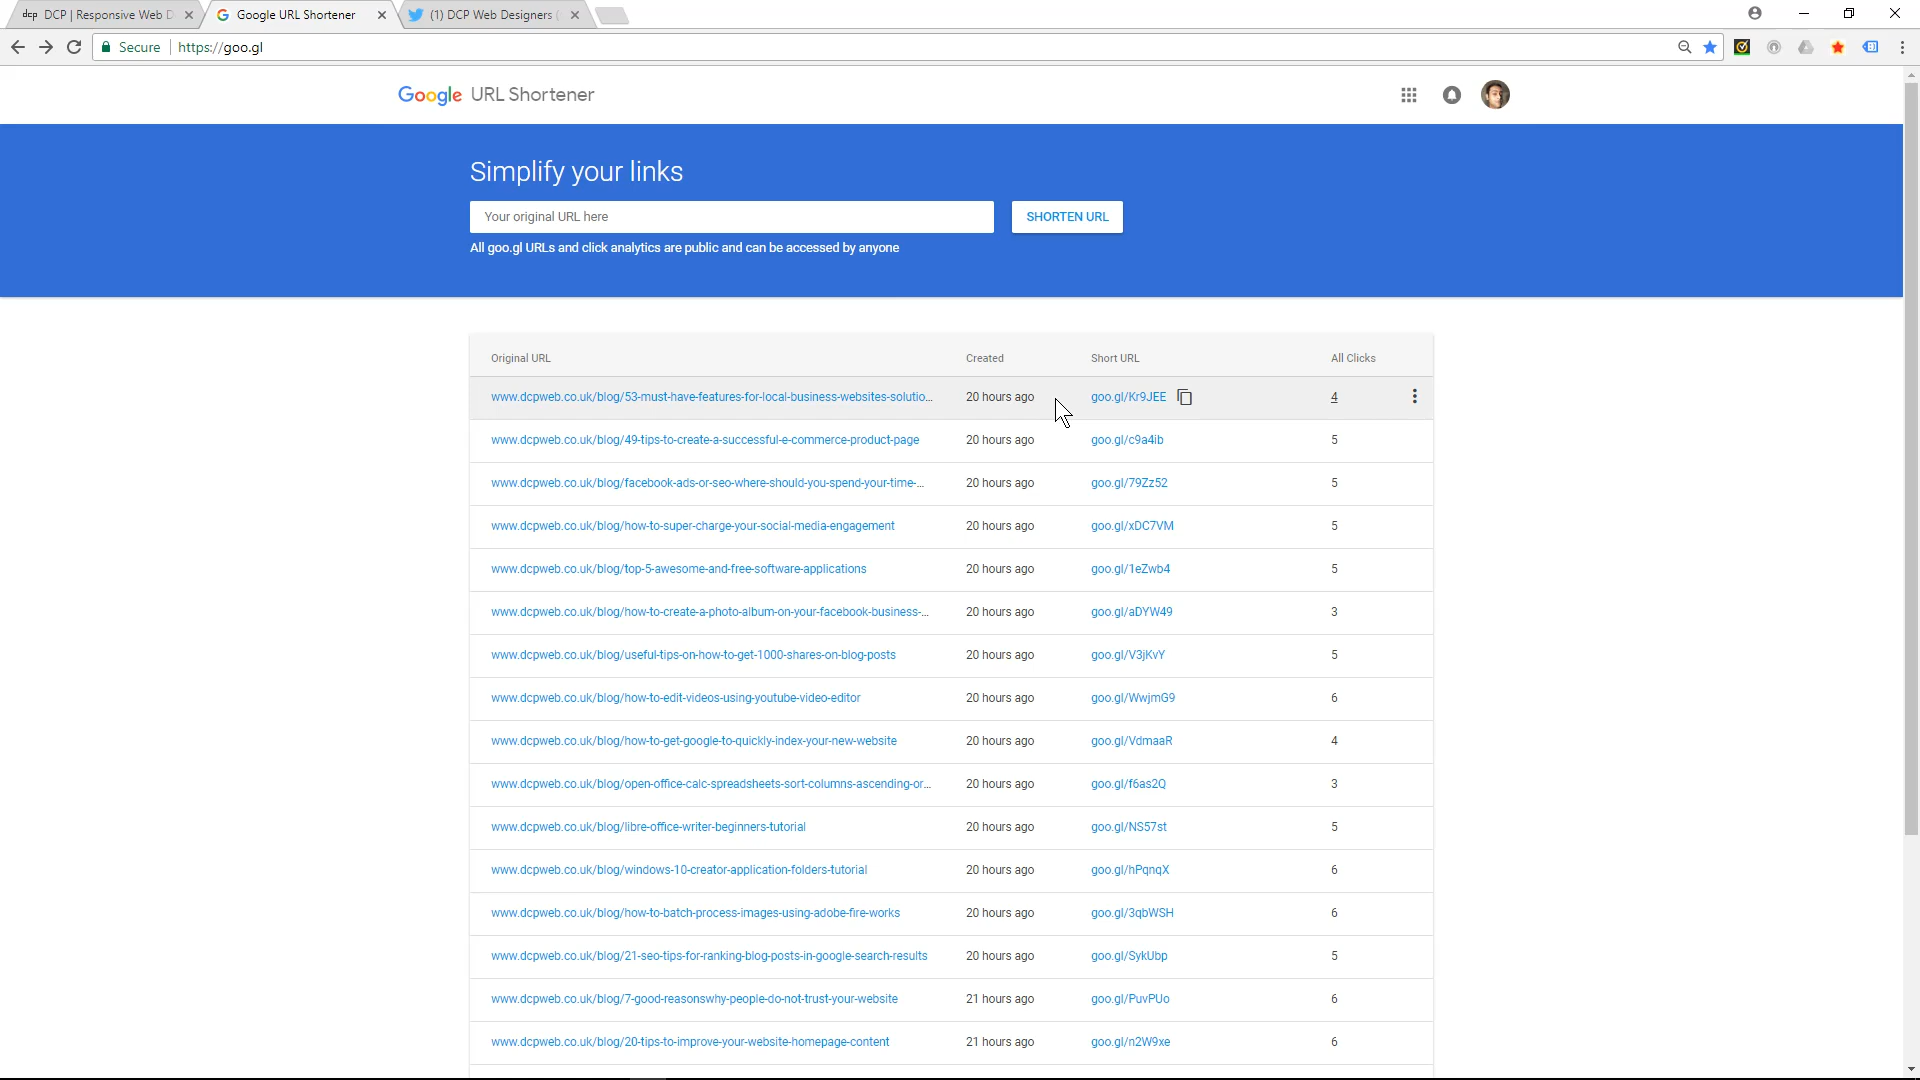 dcp DCP | Responsive Web D
Google URL Shortener
(1) DCP Web Designers (
Secure https://goo.gl
Google URL Shortener
Simplify your links
Your original URL here
SHORTEN URL
All goo.gl URLs and click analytics are public and can be accessed by anyone
Original URL Created Short URL All Clicks
www.dcpweb.co.uk/blog/53-must-have-features-for-local-business-websites-solutio... 20 hours ago goo.gl/Kr9JEE 4
www.dcpweb.co.uk/blog/49-tips-to-create-a-successful-e-commerce-product-page 20 hours ago goo.gl/c9a4ib 5
www.dcpweb.co.uk/blog/facebook-ads-or-seo-where-should-you-spend-your-time-... 20 hours ago goo.gl/79Zz52 5
www.dcpweb.co.uk/blog/how-to-super-charge-your-social-media-engagement 20 hours ago goo.gl/xDC7VM 5
www.dcpweb.co.uk/blog/top-5-awesome-and-free-software-applications 20 hours ago goo.gl/1eZwb4 5
www.dcpweb.co.uk/blog/how-to-create-a-photo-album-on-your-facebook-business-... 20 hours ago goo.gl/aDYW49 3
www.dcpweb.co.uk/blog/useful-tips-on-how-to-get-1000-shares-on-blog-posts 20 hours ago goo.gl/V3jKvY 5
www.dcpweb.co.uk/blog/how-to-edit-videos-using-youtube-video-editor 20 hours ago goo.gl/WwjmG9 6
www.dcpweb.co.uk/blog/how-to-get-google-to-quickly-index-your-new-website 20 hours ago goo.gl/VdmaaR 4
www.dcpweb.co.uk/blog/open-office-calc-spreadsheets-sort-columns-ascending-or... 20 hours ago goo.gl/f6as2Q 3
www.dcpweb.co.uk/blog/libre-office-writer-beginners-tutorial 20 hours ago goo.gl/NS57st 5
www.dcpweb.co.uk/blog/windows-10-creator-application-folders-tutorial 20 hours ago goo.gl/hPqnqX 6
www.dcpweb.co.uk/blog/how-to-batch-process-images-using-adobe-fire-works 20 hours ago goo.gl/3qbWSH 6
www.dcpweb.co.uk/blog/21-seo-tips-for-ranking-blog-posts-in-google-search-results 20 hours ago goo.gl/SykUbp 5
www.dcpweb.co.uk/blog/7-good-reasonswhy-people-do-not-trust-your-website 21 hours ago goo.gl/PuvPUo 6
www.dcpweb.co.uk/blog/20-tips-to-improve-your-website-homepage-content 21 hours ago goo.gl/n2W9xe 6